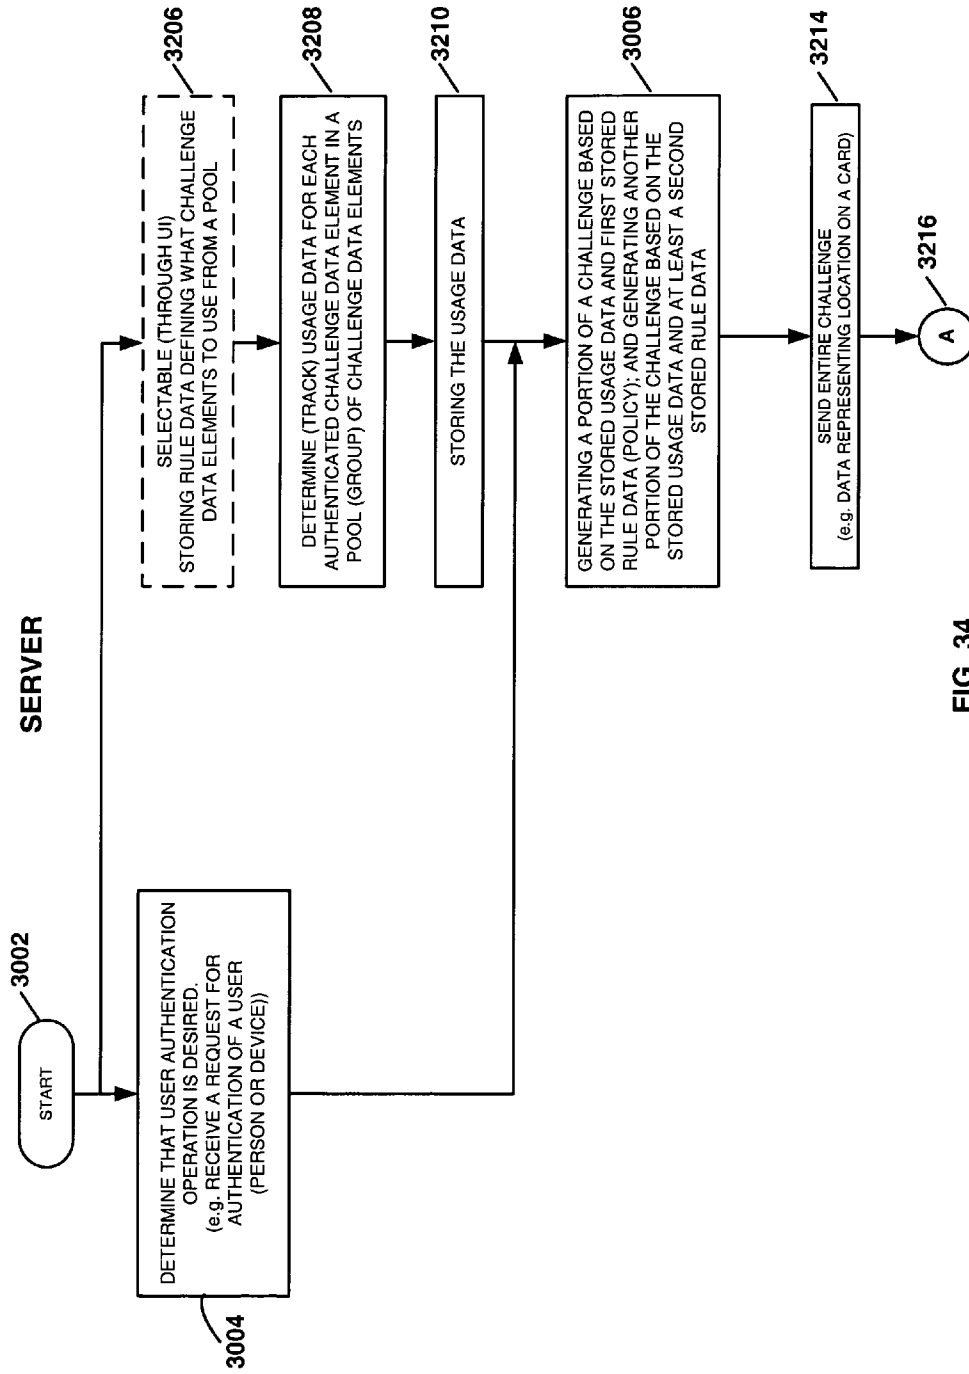 SERVER
3002
START
3004
DETERMINE THAT USER AUTHENTICATION
OPERATION IS DESIRED.
(e.g. RECEIVE A REQUEST FOR
AUTHENTICATION OF A USER
(PERSON OR DEVICE))
3206
SELECTABLE (THROUGH UI)
STORING RULE DATA DEFINING WHAT CHALLENGE
DATA ELEMENTS TO USE FROM A POOL
3208
DETERMINE (TRACK) USAGE DATA FOR EACH
AUTHENTICATED CHALLENGE DATA ELEMENT IN A
POOL (GROUP) OF CHALLENGE DATA ELEMENTS
3210
STORING THE USAGE DATA
3006
GENERATING A PORTION OF A CHALLENGE BASED
ON THE STORED USAGE DATA AND FIRST STORED
RULE DATA (POLICY); AND GENERATING ANOTHER
PORTION OF THE CHALLENGE BASED ON THE
STORED USAGE DATA AND AT LEAST A SECOND
STORED RULE DATA
3214
SEND ENTIRE CHALLENGE
(e.g. DATA REPRESENTING LOCATION ON A CARD)
3216
A
FIG. 34